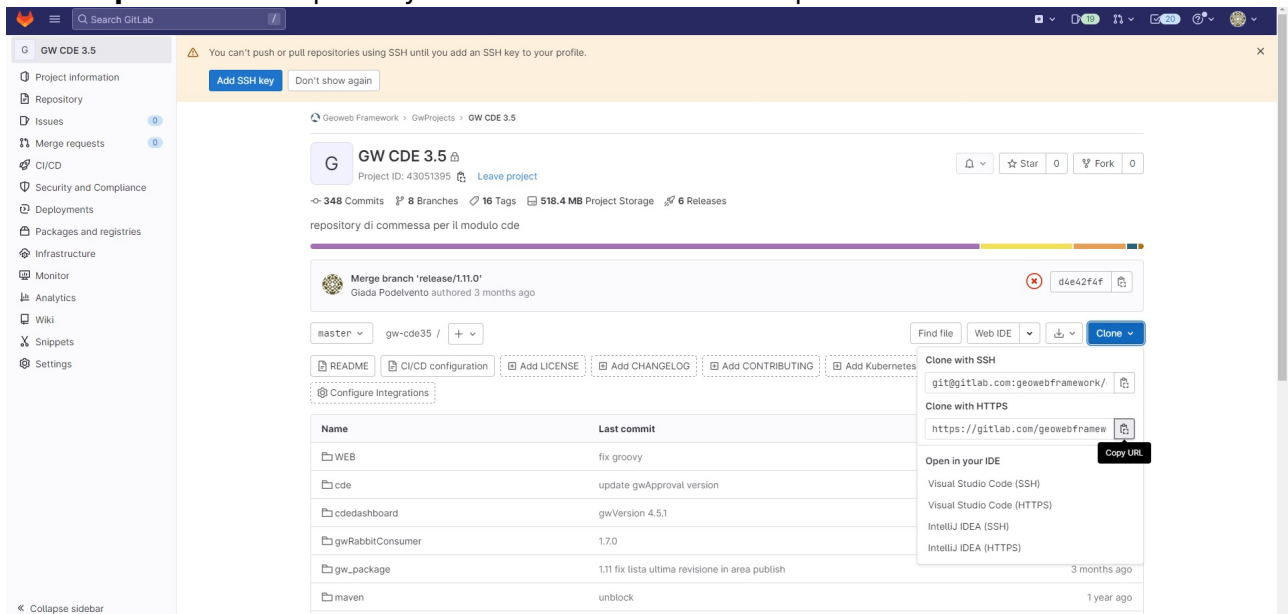 Search GitLab /
19
20
G GW CDE 3.5
Project information
Repository
Issues 0
Merge requests 0
CI/CD
Security and Compliance
Deployments
Packages and registries
Infrastructure
Monitor
Analytics
Wiki
Snippets
Settings
« Collapse sidebar
You can't push or pull repositories using SSH until you add an SSH key to your profile.
Add SSH key Don't show again
Geoweb Framework > GwProjects > GW CDE 3.5
G
GW CDE 3.5
Project ID: 43051395 Leave project
Star 0 Fork 0
348 Commits 8 Branches 16 Tags 518.4 MB Project Storage 6 Releases
repository di commessa per il modulo cde
Merge branch 'release/1.11.0'
Giada Podelvento authored 3 months ago
d4e42f4f
master gw-cde35 / +
Find file Web IDE Clone
README CI/CD configuration Add LICENSE Add CHANGELOG Add CONTRIBUTING Add Kubernetes
Configure Integrations
Clone with SSH
git@gitlab.com:geowebframework/
Clone with HTTPS
https://gitlab.com/geowebframew
Copy URL
Open in your IDE
Visual Studio Code (SSH)
Visual Studio Code (HTTPS)
IntelliJ IDEA (SSH)
IntelliJ IDEA (HTTPS)
Name Last commit
WEB fix groovy
cde update gwApproval version
cdedashboard gwVersion 4.5.1
gwRabbitConsumer 1.7.0
gw_package 1.11 fix lista ultima revisione in area publish 3 months ago
maven unblock 1 year ago